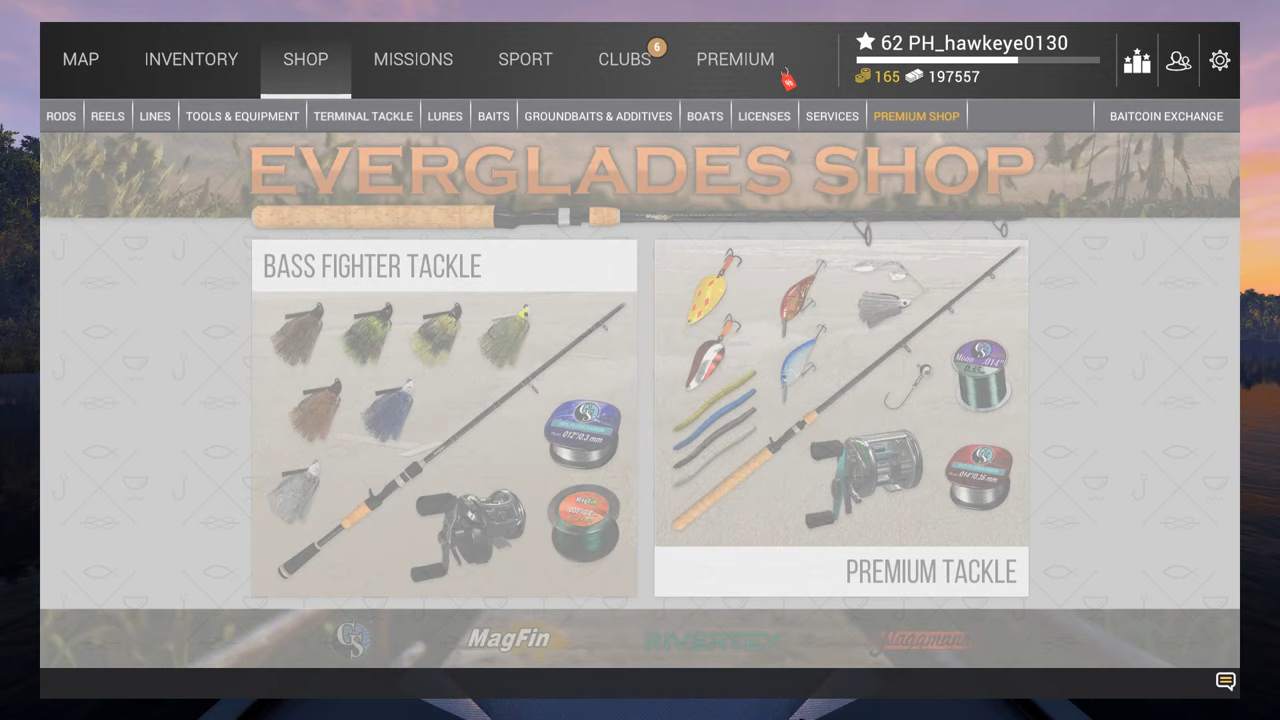 MAP INVENTORY SHOP MISSIONS SPORT CLUBS 6 PREMIUM
62 PH_hawkeye0130
165 197557
RODS REELS LINES TOOLS & EQUIPMENT TERMINAL TACKLE LURES BAITS GROUNDBAITS & ADDITIVES BOATS LICENSES SERVICES PREMIUM SHOP BAITCOIN EXCHANGE
EVERGLADES SHOP
BASS FIGHTER TACKLE
PREMIUM TACKLE
MagFin
RIVERTEX
Haggman